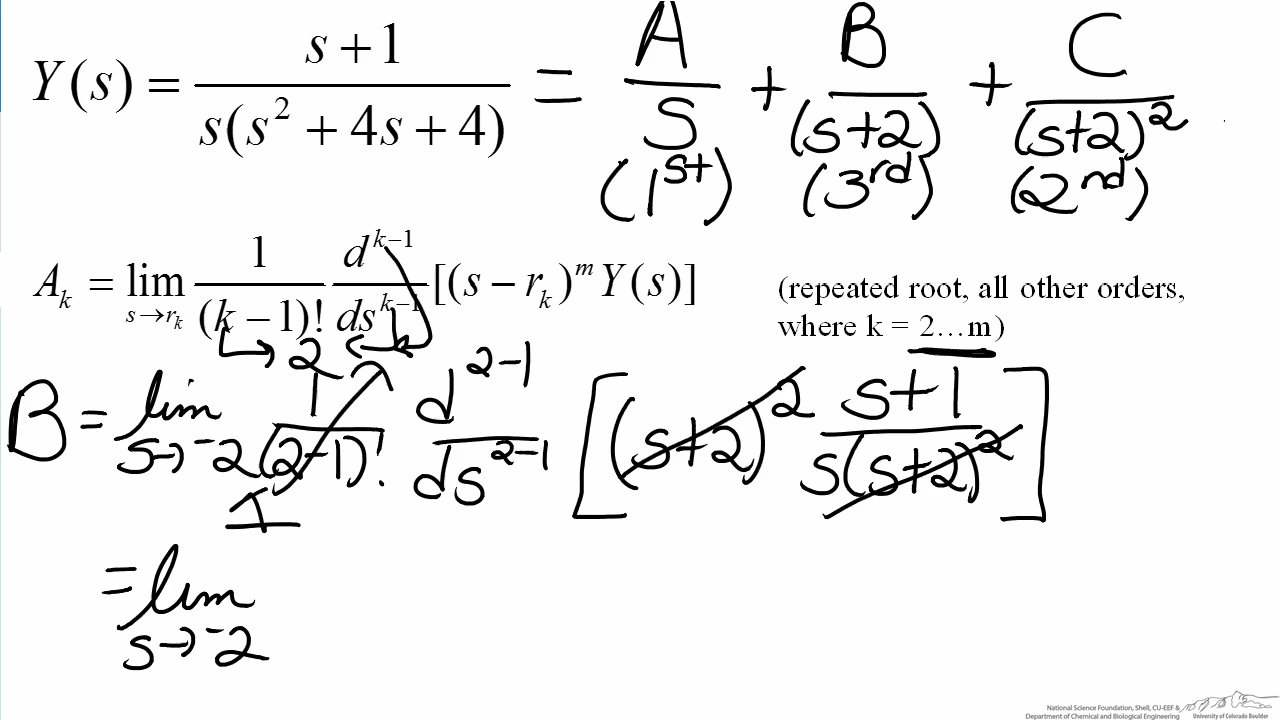 Y(s) = (s + 1) / (s(s² + 4s + 4)) = A/S + B/(s+2) + C/(s+2)²
(1st) (3rd) (2nd)
A_k = lim_{s→r_k} 1/(k−1)! d^{k−1}/ds^{k−1} [(s − r_k)^m Y(s)]
(repeated root, all other orders,
where k = 2…m)
2
B = lim_{s→-2} 1/(2-1)! d^{2-1}/ds^{2-1} [(s+2)² (s+1)/(s(s+2)²)]
1
= lim_{s→-2}
National Science Foundation, Shell, CU-EEF &
Department of Chemical and Biological Engineering
University of Colorado Boulder